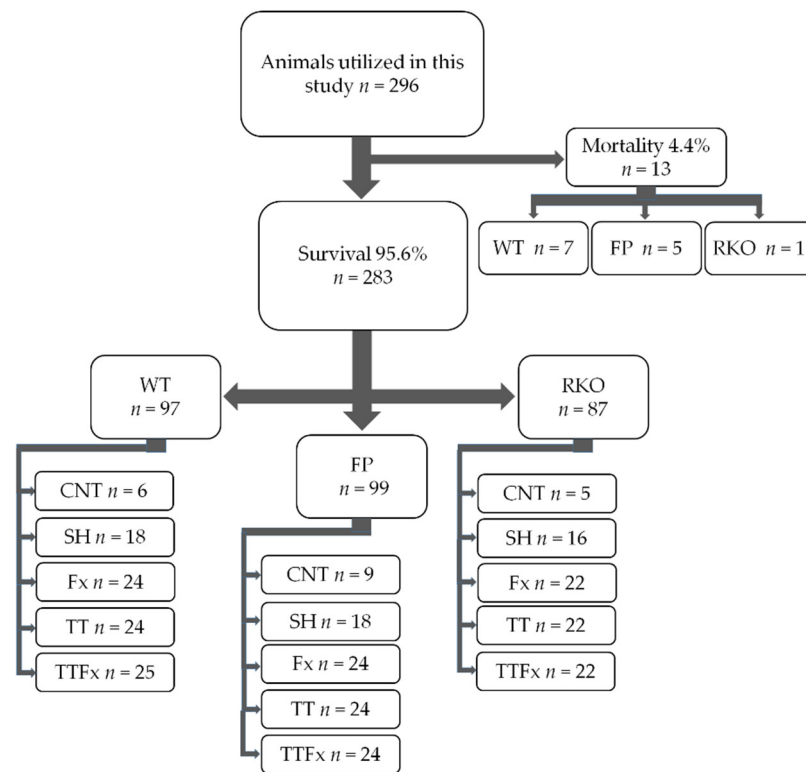 Animals utilized in this
study n = 296
Mortality 4.4%
n = 13
WT n = 7
FP n = 5
RKO n = 1
Survival 95.6%
n = 283
WT
n = 97
CNT n = 6
SH n = 18
Fx n = 24
TT n = 24
TTFx n = 25
FP
n = 99
CNT n = 9
SH n = 18
Fx n = 24
TT n = 24
TTFx n = 24
RKO
n = 87
CNT n = 5
SH n = 16
Fx n = 22
TT n = 22
TTFx n = 22